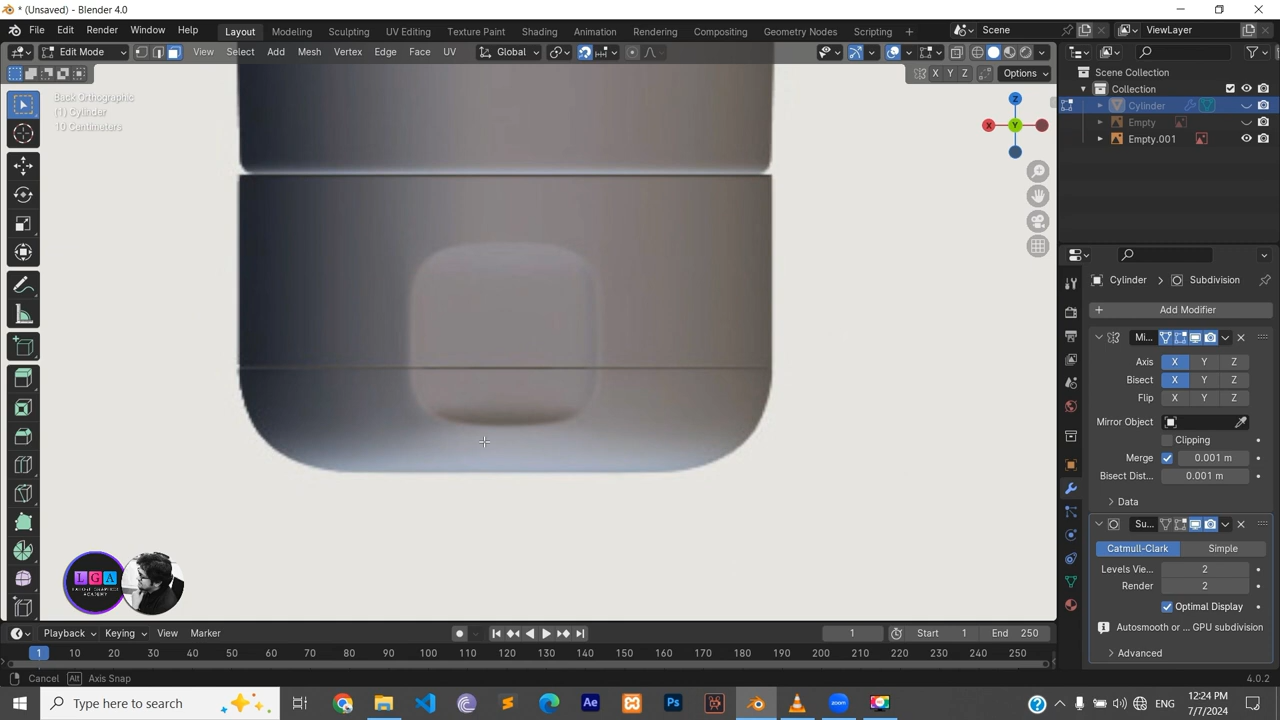 * (Unsaved) - Blender 4.0
File Edit Render Window Help Layout Modeling Sculpting UV Editing Texture Paint Shading Animation Rendering Compositing Geometry Nodes Scripting Scene ViewLayer
Edit Mode View Select Add Mesh Vertex Edge Face UV Global
X Y Z Options
Back Orthographic
(1) Cylinder
10 Centimeters
Z
X Y
Scene Collection
Collection
Cylinder
Empty
Empty.001
Cylinder > Subdivision
Add Modifier
Mi...
Axis X Y Z
Bisect X Y Z
Flip X Y Z
Mirror Object
Clipping
Merge 0.001 m
Bisect Dist... 0.001 m
Data
Su...
Catmull-Clark Simple
Levels Vie... 2
Render 2
Optimal Display
Autosmooth or ... GPU subdivision
Advanced
LGA
Playback Keying View Marker 1 Start 1 End 250
1 10 20 30 40 50 60 70 80 90 100 110 120 130 140 150 160 170 180 190 200 210 220 230 240 250
Cancel Alt Axis Snap 4.0.2
Type here to search Ae Ps zoom ENG 12:24 PM
7/7/2024